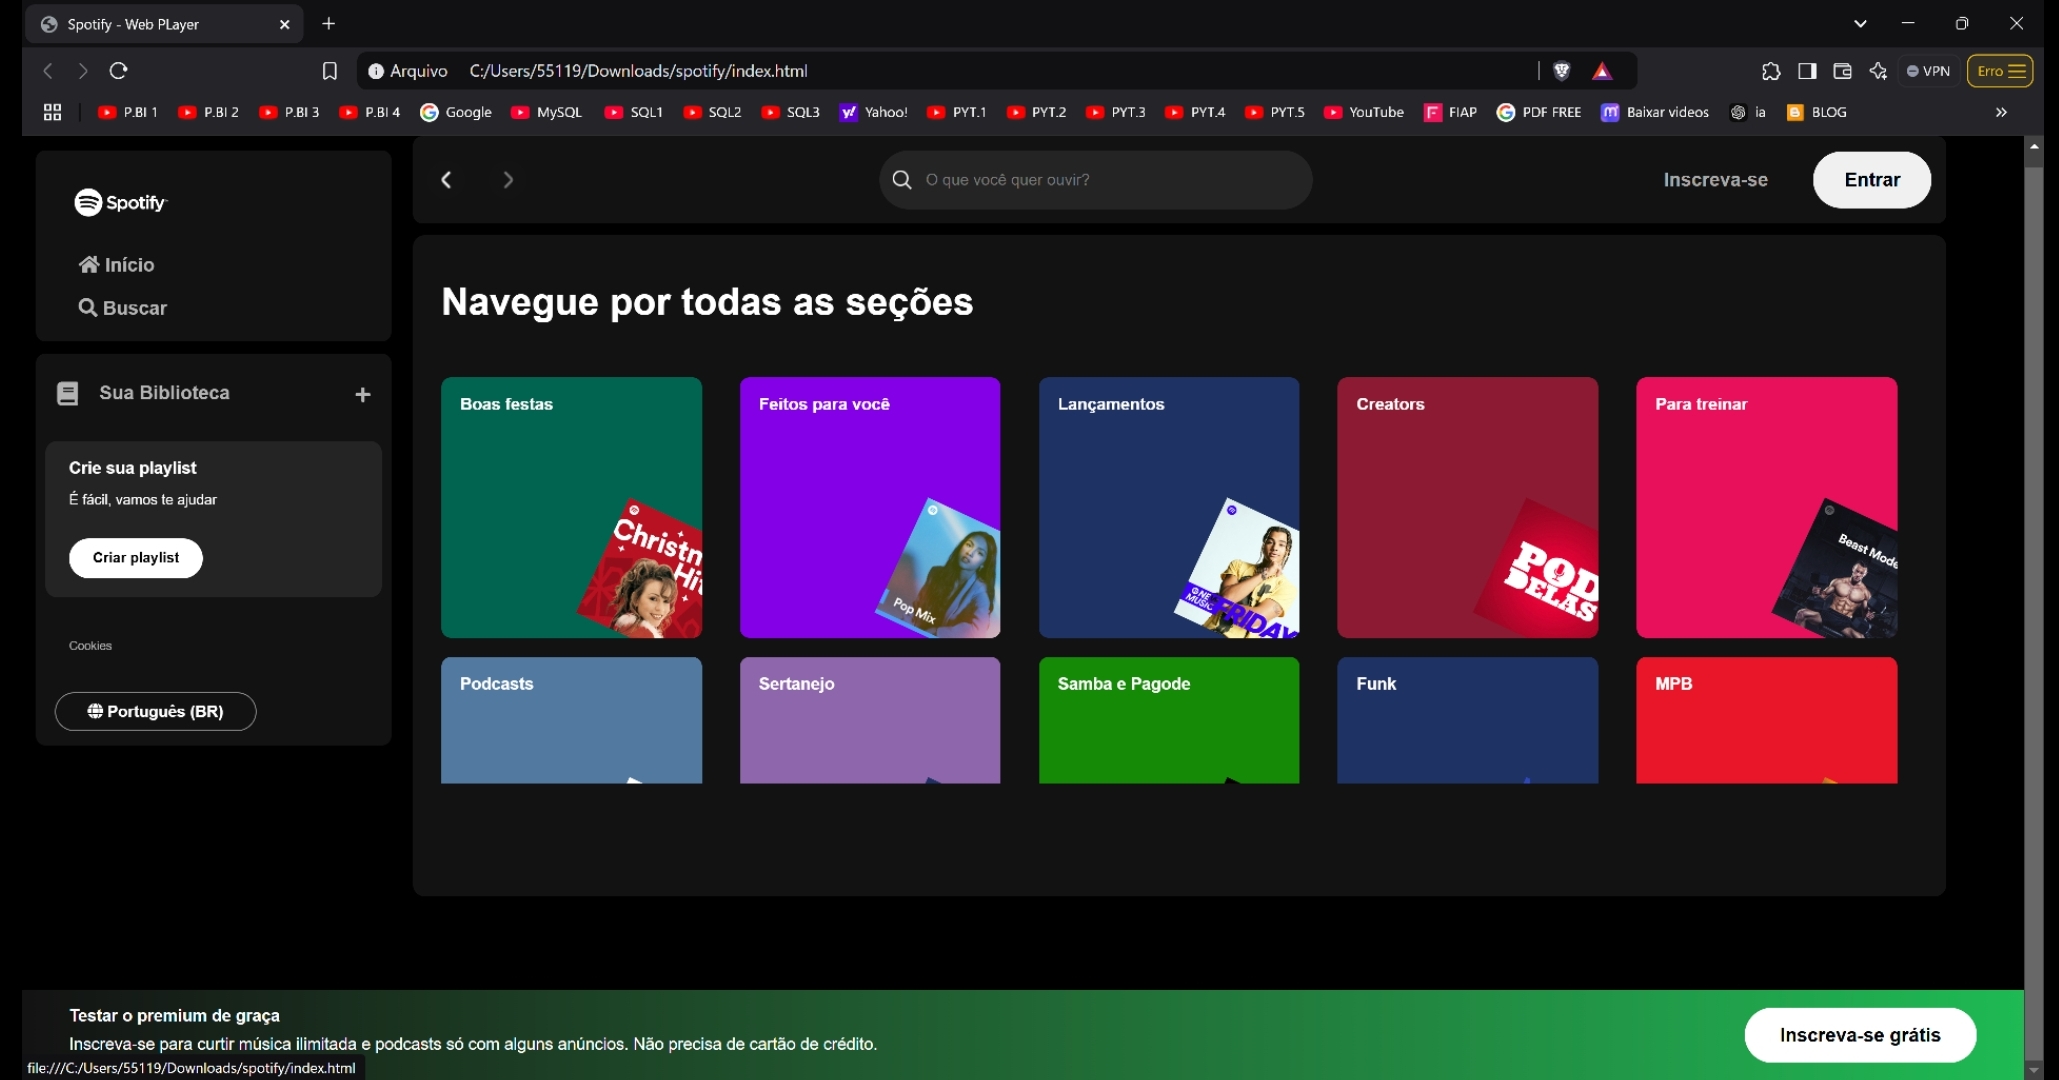 Spotify - Web PLayer
Arquivo C:/Users/55119/Downloads/spotify/index.html
VPN
Erro
P.BI 1 P.BI 2 P.BI 3 P.BI 4 Google MySQL SQL1 SQL2 SQL3 Yahoo! PYT.1 PYT.2 PYT.3 PYT.4 PYT.5 YouTube FIAP PDF FREE Baixar videos ia BLOG
Spotify
Início
Buscar
Sua Biblioteca
Crie sua playlist
É fácil, vamos te ajudar
Criar playlist
Cookies
Português (BR)
O que você quer ouvir?
Inscreva-se
Entrar
Navegue por todas as seções
Boas festas
Christm
Hit
Feitos para você
Pop Mix
Lançamentos
NEW
MUSIC
FRIDAY
Creators
POD
DELAS
Para treinar
Beast Mode
Podcasts
Sertanejo
Samba e Pagode
Funk
MPB
Testar o premium de graça
Inscreva-se para curtir música ilimitada e podcasts só com alguns anúncios. Não precisa de cartão de crédito.
Inscreva-se grátis
file:///C:/Users/55119/Downloads/spotify/index.html